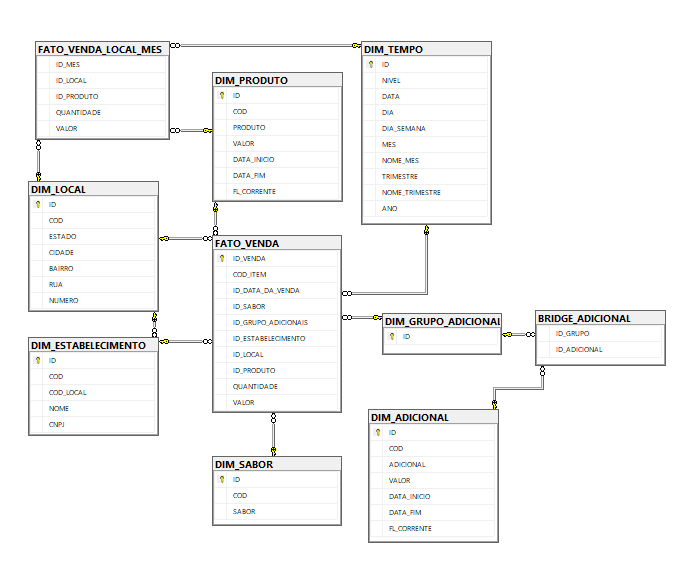 FATO_VENDA_LOCAL_MES
ID_MES
ID_LOCAL
ID_PRODUTO
QUANTIDADE
VALOR
DIM_PRODUTO
ID
COD
PRODUTO
VALOR
DATA_INICIO
DATA_FIM
FL_CORRENTE
DIM_TEMPO
ID
NIVEL
DATA
DIA
DIA_SEMANA
MES
NOME_MES
TRIMESTRE
NOME_TRIMESTRE
ANO
DIM_LOCAL
ID
COD
ESTADO
CIDADE
BAIRRO
RUA
NUMERO
FATO_VENDA
ID_VENDA
COD_ITEM
ID_DATA_DA_VENDA
ID_SABOR
ID_GRUPO_ADICIONAIS
ID_ESTABELECIMENTO
ID_LOCAL
ID_PRODUTO
QUANTIDADE
VALOR
DIM_GRUPO_ADICIONAL
ID
BRIDGE_ADICIONAL
ID_GRUPO
ID_ADICIONAL
DIM_ESTABELECIMENTO
ID
COD
COD_LOCAL
NOME
CNPJ
DIM_SABOR
ID
COD
SABOR
DIM_ADICIONAL
ID
COD
ADICIONAL
VALOR
DATA_INICIO
DATA_FIM
FL_CORRENTE